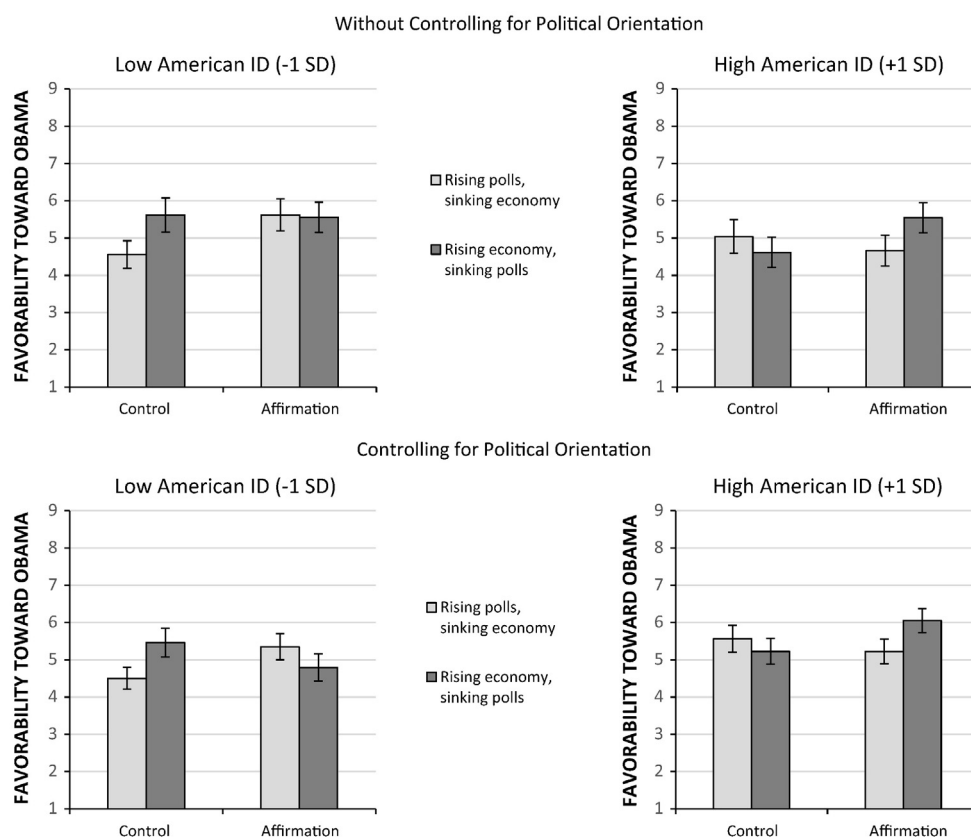 Without Controlling for Political Orientation
Low American ID (-1 SD)
FAVORABILITY TOWARD OBAMA
9
8
7
6
5
4
3
2
1
Control
Affirmation
Rising polls,
sinking economy
Rising economy,
sinking polls
High American ID (+1 SD)
FAVORABILITY TOWARD OBAMA
9
8
7
6
5
4
3
2
1
Control
Affirmation
Controlling for Political Orientation
Low American ID (-1 SD)
FAVORABILITY TOWARD OBAMA
9
8
7
6
5
4
3
2
1
Control
Affirmation
Rising polls,
sinking economy
Rising economy,
sinking polls
High American ID (+1 SD)
FAVORABILITY TOWARD OBAMA
9
8
7
6
5
4
3
2
1
Control
Affirmation